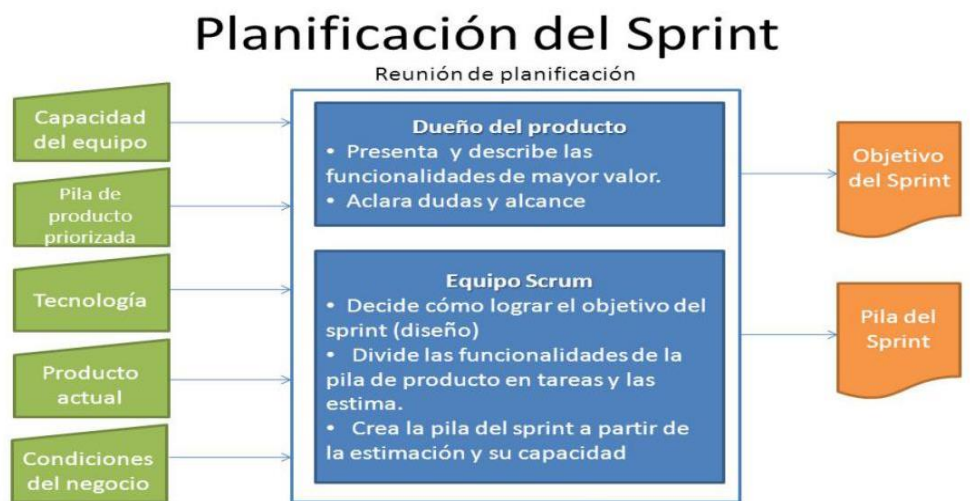 Planificación del Sprint
Reunión de planificación
Capacidad
del equipo
Pila de
producto
priorizada
Tecnología
Producto
actual
Condiciones
del negocio
Dueño del producto
• Presenta y describe las
funcionalidades de mayor valor.
• Aclara dudas y alcance
Equipo Scrum
• Decide cómo lograr el objetivo del
sprint (diseño)
• Divide las funcionalidades de la
pila de producto en tareas y las
estima.
• Crea la pila del sprint a partir de
la estimación y su capacidad
Objetivo
del Sprint
Pila del
Sprint